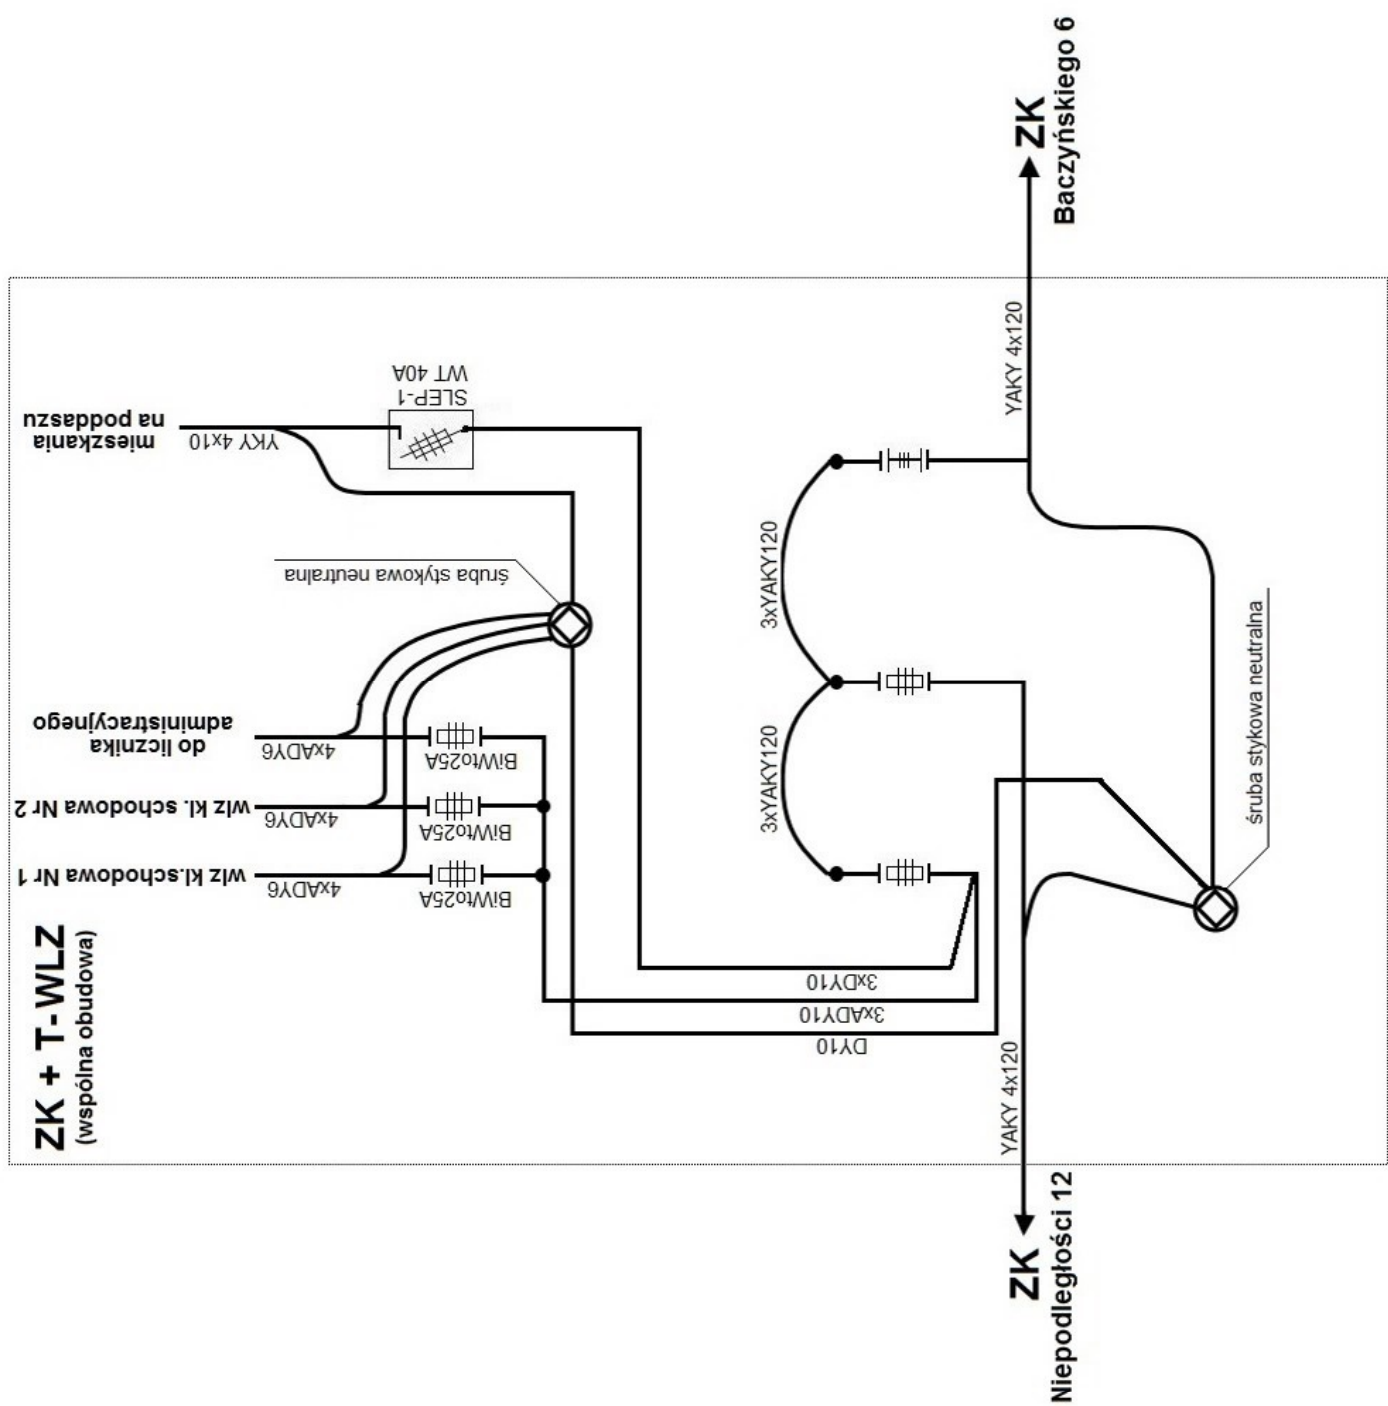 ZK + T-WLZ
(wspólna obudowa)
wlz kl.schodowa Nr 1
4xADY6
BiWto25A
wlz kl. schodowa Nr 2
4xADY6
BiWto25A
do licznika
administracyjnego
4xADY6
BiWto25A
śruba stykowa neutralna
mieszkania
na poddaszu
YKY 4x10
SLEP-1
WT 40A
3xDY10
3xADY10
DY10
3xYAKY120
3xYAKY120
YAKY 4x120
YAKY 4x120
śruba stykowa neutralna
ZK
Niepodległości 12
ZK
Baczyńskiego 6